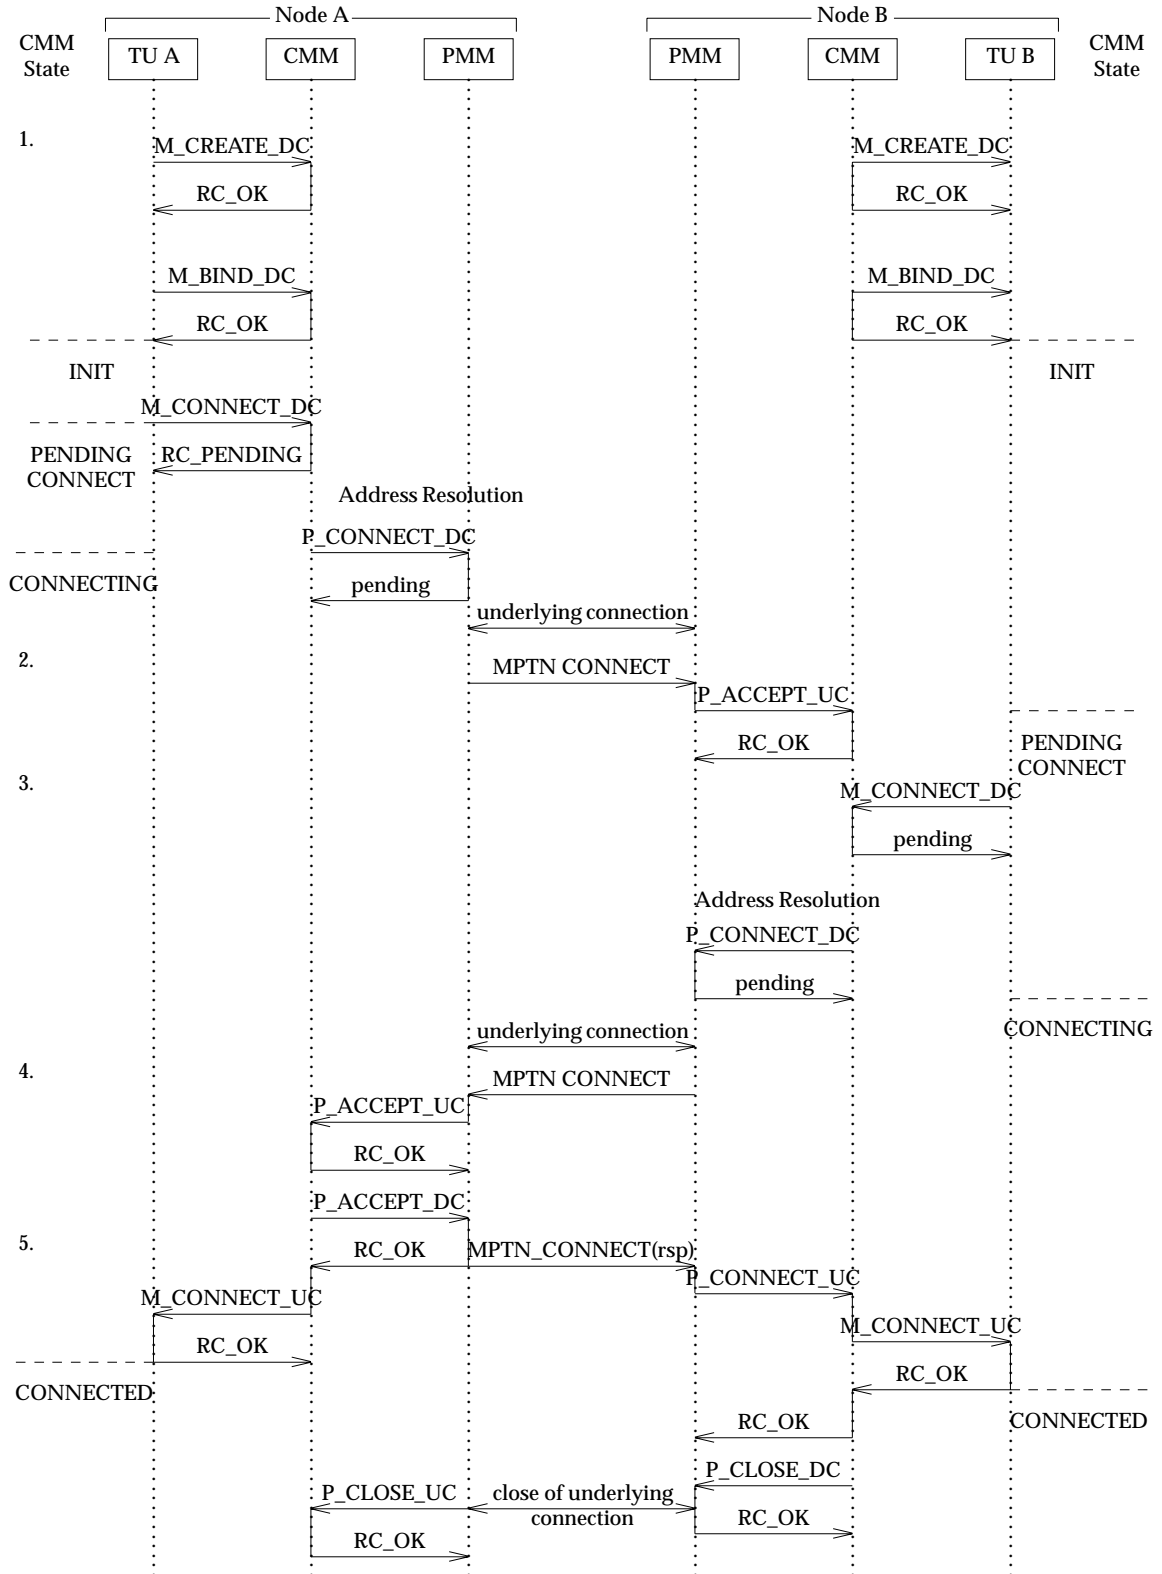 Node A
Node B
CMM
State
TU A
CMM
PMM
PMM
CMM
TU B
CMM
State
1.
M_CREATE_DC
M_CREATE_DC
RC_OK
RC_OK
M_BIND_DC
M_BIND_DC
RC_OK
RC_OK
INIT
INIT
M_CONNECT_DC
PENDING
CONNECT
RC_PENDING
Address Resolution
P_CONNECT_DC
CONNECTING
pending
underlying connection
2.
MPTN CONNECT
P_ACCEPT_UC
RC_OK
PENDING
CONNECT
3.
M_CONNECT_DC
pending
Address Resolution
P_CONNECT_DC
pending
CONNECTING
underlying connection
4.
MPTN CONNECT
P_ACCEPT_UC
RC_OK
P_ACCEPT_DC
5.
RC_OK
MPTN_CONNECT(rsp)
P_CONNECT_UC
M_CONNECT_UC
M_CONNECT_UC
RC_OK
RC_OK
CONNECTED
CONNECTED
RC_OK
P_CLOSE_DC
P_CLOSE_UC
close of underlying
connection
RC_OK
RC_OK